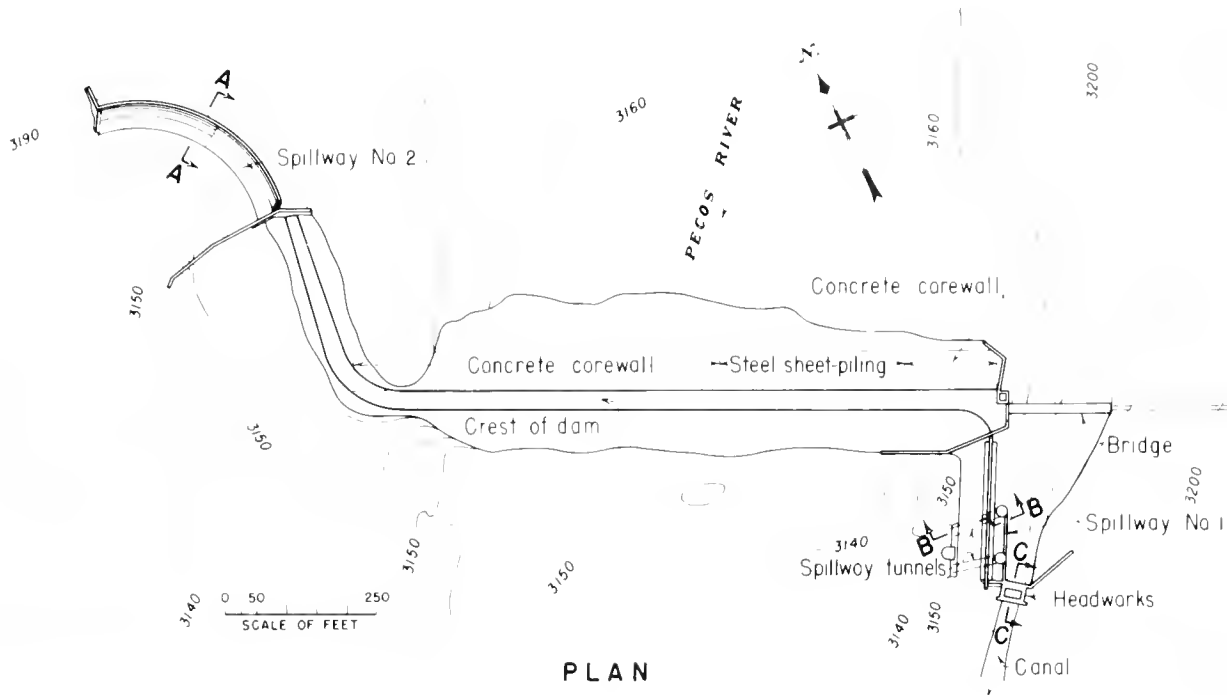 3200
A
3160
N
PECOS RIVER
3160
3190
Spillway No 2
A
Concrete corewall
3150
Concrete corewall
Steel sheet-piling
Crest of dam
3150
Bridge
3150
3200
B
Spillway No 1
3140
B
C
3150
3150
Spillway tunnels
Headworks
3140
0 50 250
SCALE OF FEET
3140
3150
C
Canal
PLAN